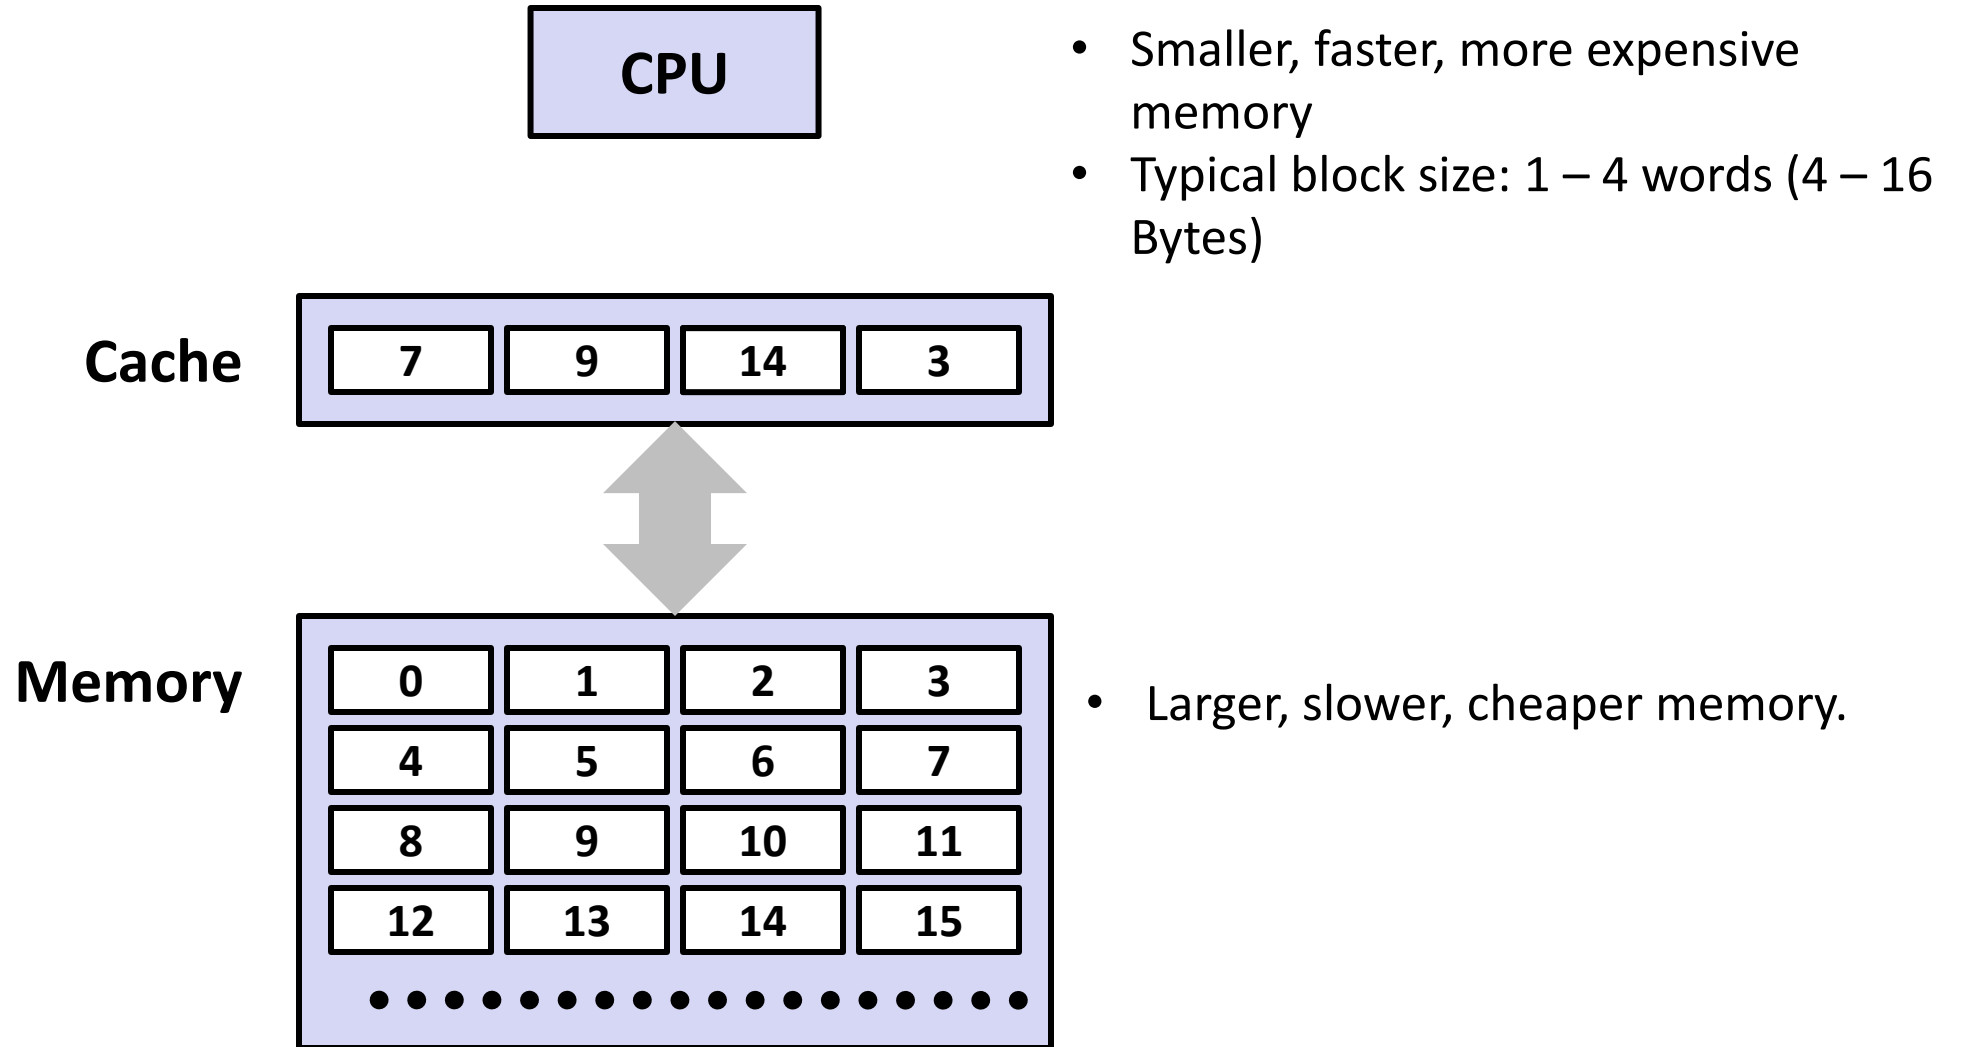 CPU
• Smaller, faster, more expensive
memory
• Typical block size: 1 – 4 words (4 – 16
Bytes)
Cache
7 9 14 3
Memory
0 1 2 3
• Larger, slower, cheaper memory.
4 5 6 7
8 9 10 11
12 13 14 15